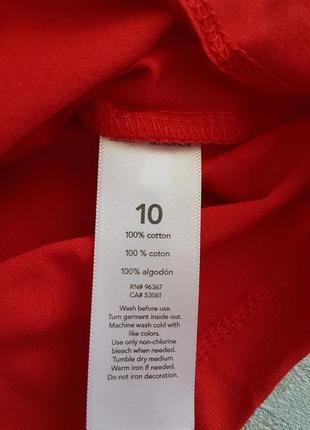 10
100% cotton
100 % coton
100% algodón
RN# 96367
CA# 53061
Wash before use.
Turn garment inside out.
Machine wash cold with
like colors.
Use only non-chlorine
bleach when needed.
Tumble dry medium.
Warm iron if needed.
Do not iron decoration.